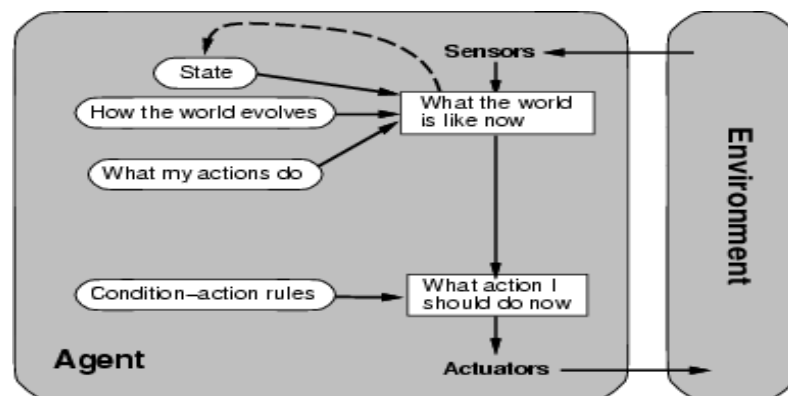 Sensors
State
What the world
is like now
How the world evolves
What my actions do
Environment
Condition–action rules
What action I
should do now
Agent
Actuators